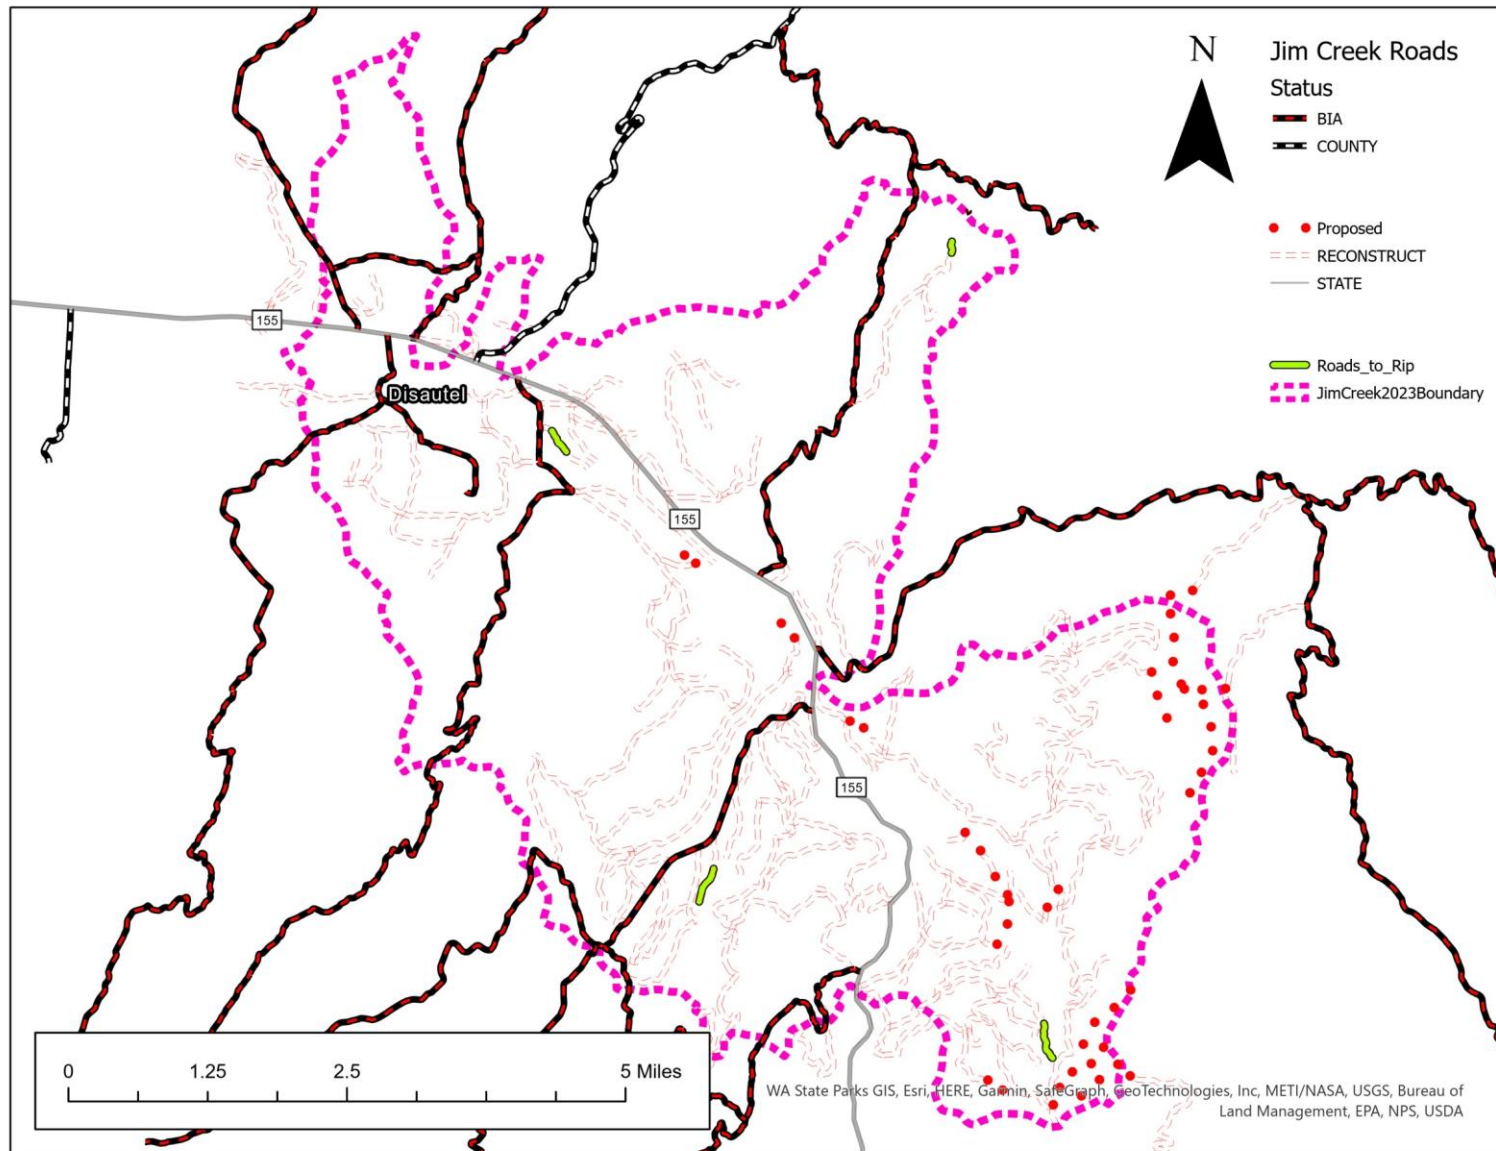 N
Jim Creek Roads
Status
BIA
COUNTY
Proposed
RECONSTRUCT
STATE
Roads_to_Rip
JimCreek2023Boundary
155
Disautel
155
155
0 1.25 2.5 5 Miles
WA State Parks GIS, Esri, HERE, Garmin, SafeGraph, GeoTechnologies, Inc, METI/NASA, USGS, Bureau of
Land Management, EPA, NPS, USDA